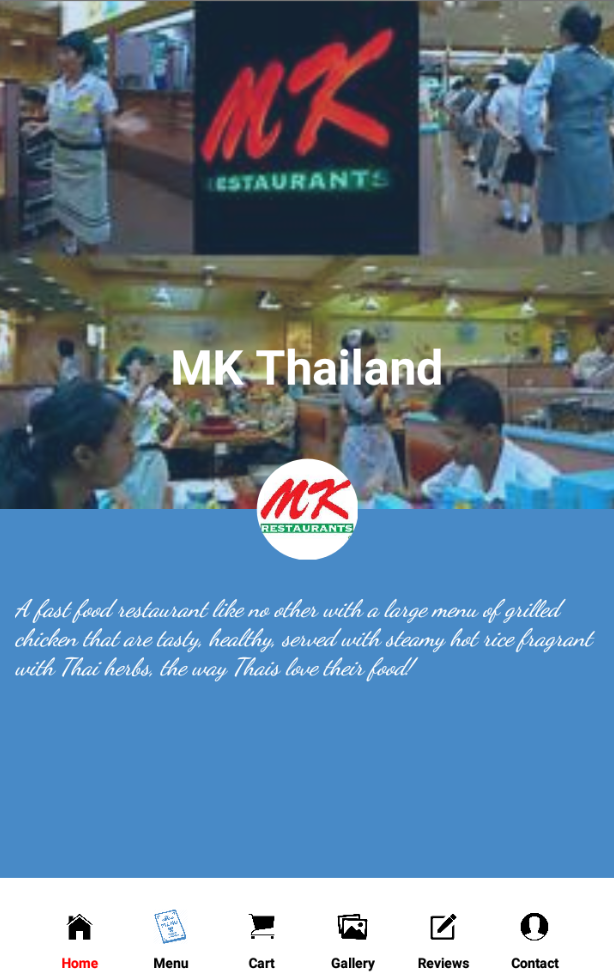 MK
RESTAURANTS
MK Thailand
MK
RESTAURANTS
A fast food restaurant like no other with a large menu of grilled
chicken that are tasty, healthy, served with steamy hot rice fragrant
with Thai herbs, the way Thais love their food!
Home Menu Cart Gallery Reviews Contact